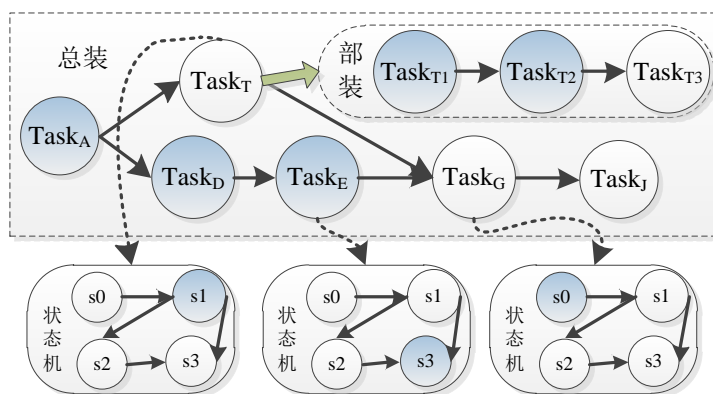 总装
部装
Task_T1
Task_T2
Task_T3
Task_T
Task_A
Task_D
Task_E
Task_G
Task_J
状态机
s0
s1
s2
s3
状态机
s0
s1
s2
s3
状态机
s0
s1
s2
s3